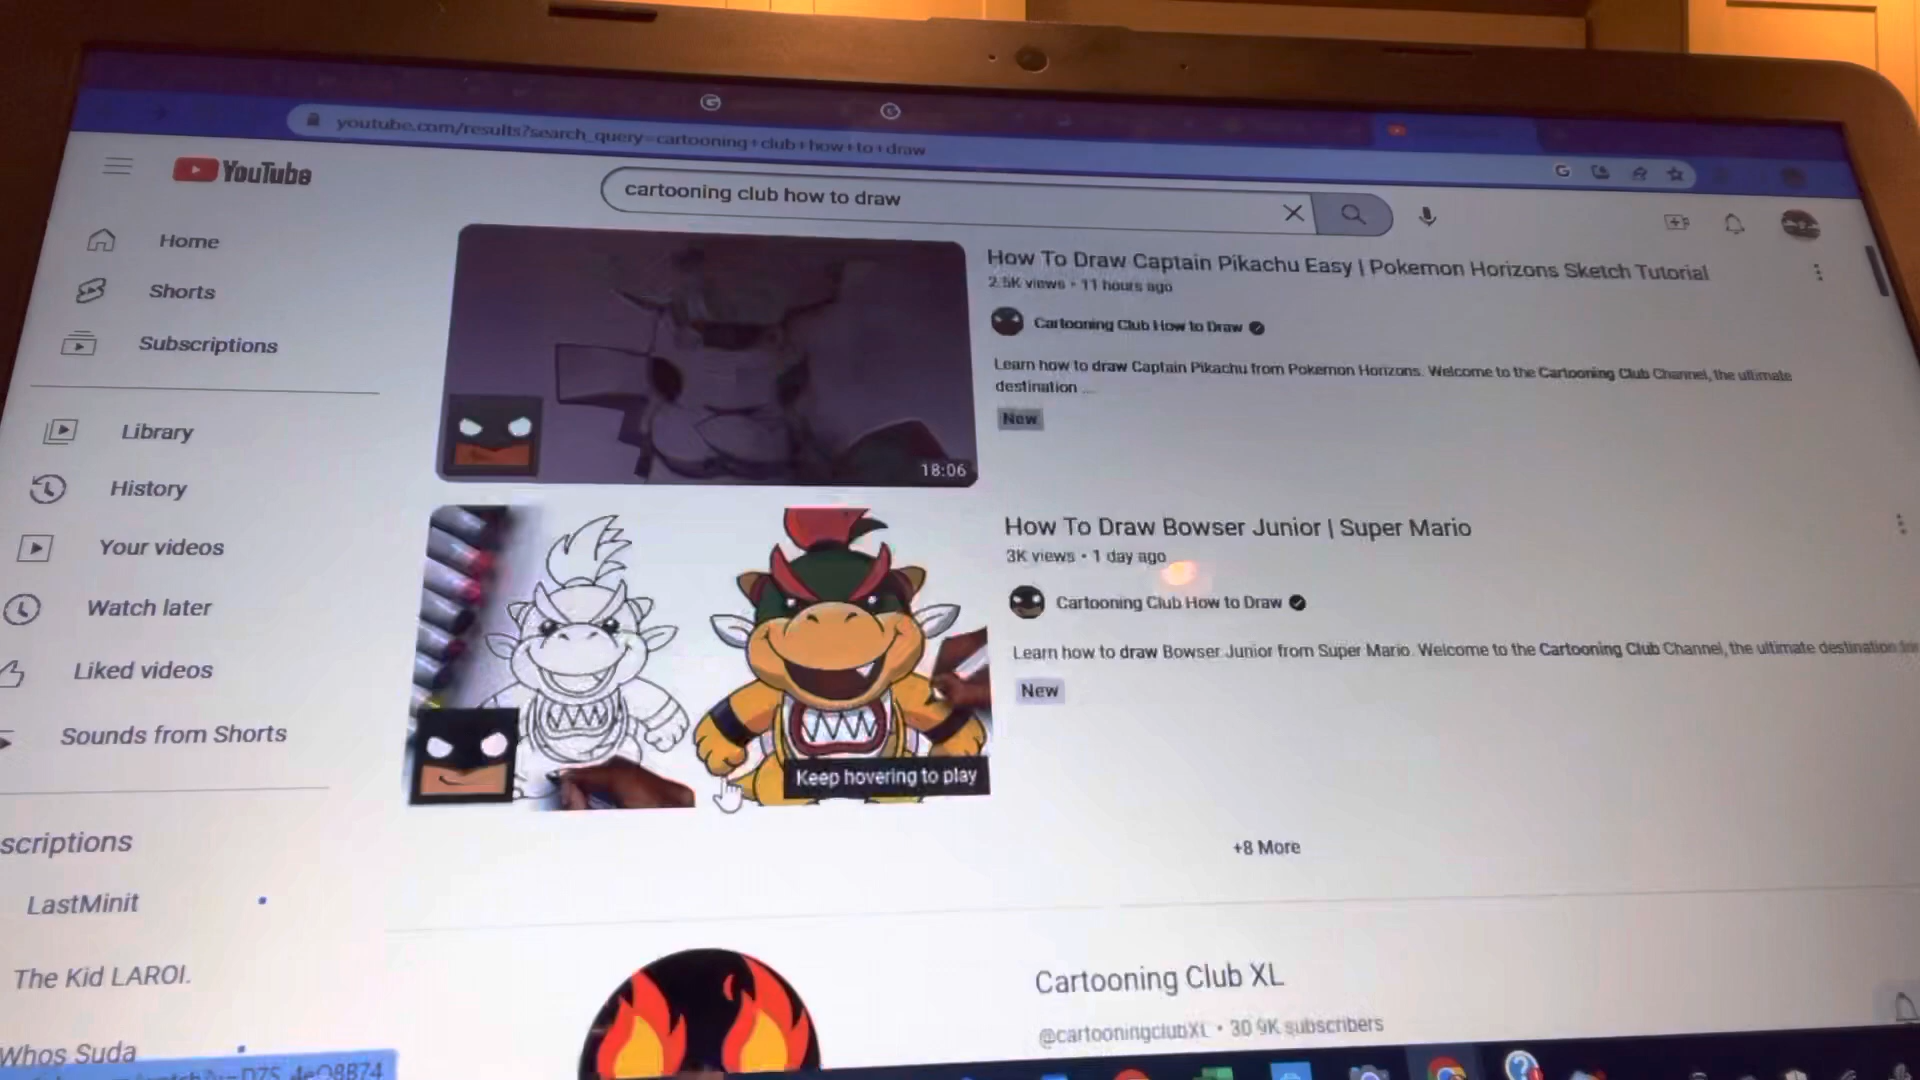 youtube.com/results?search_query=cartooning+club+how+to+draw
YouTube
cartooning club how to draw
Home
Shorts
Subscriptions
Library
History
Your videos
Watch later
Liked videos
Sounds from Shorts
scriptions
LastMinit
The Kid LAROI.
Whos Suda
18:06
How To Draw Captain Pikachu Easy | Pokemon Horizons Sketch Tutorial
2.5K views • 11 hours ago
Cartooning Club How to Draw
Learn how to draw Captain Pikachu from Pokemon Horizons. Welcome to the Cartooning Club Channel, the ultimate
destination ...
New
Keep hovering to play
How To Draw Bowser Junior | Super Mario
3K views • 1 day ago
Cartooning Club How to Draw
Learn how to draw Bowser Junior from Super Mario. Welcome to the Cartooning Club Channel, the ultimate destination
New
+8 More
Cartooning Club XL
@cartooningclubXL • 30.9K subscribers